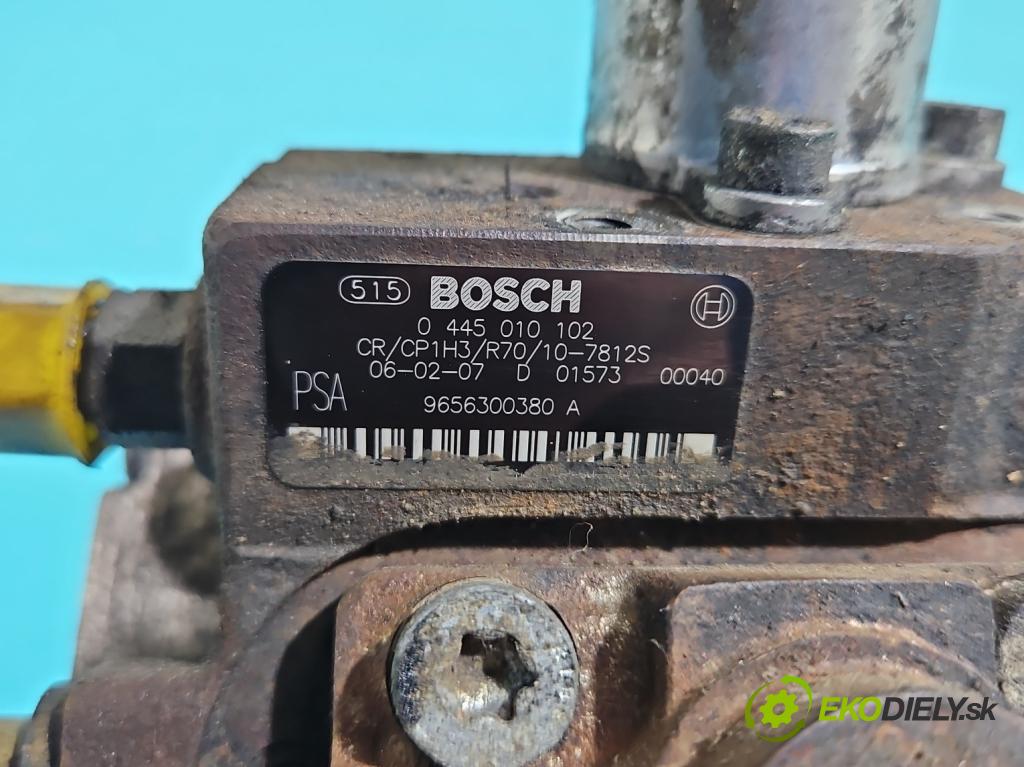 515 BOSCH
0 445 010 102
CR/CP1H3/R70/10-7812S
06-02-07 D 01573 00040
PSA 9656300380 A
EKODIELY.sk